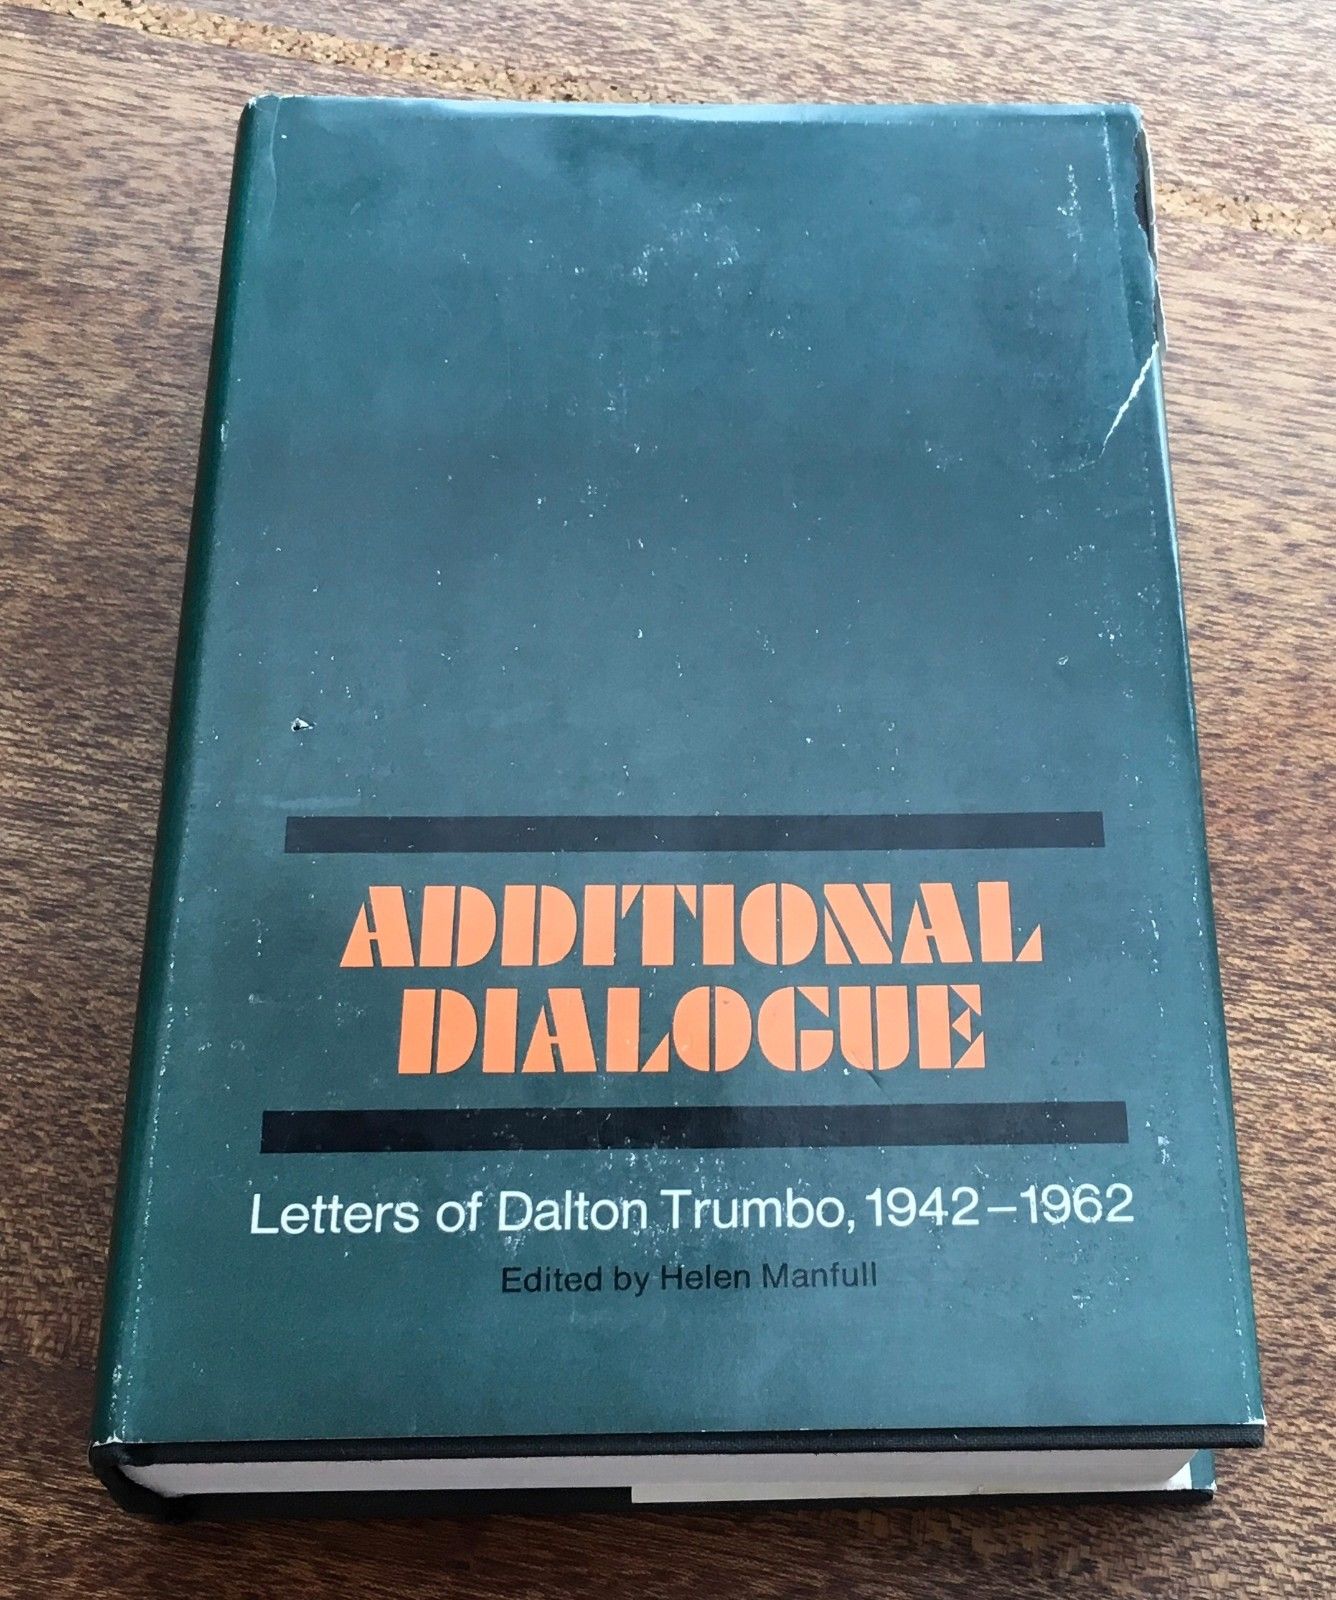 ADDITIONAL
DIALOGUE
Letters of Dalton Trumbo, 1942–1962
Edited by Helen Manfull